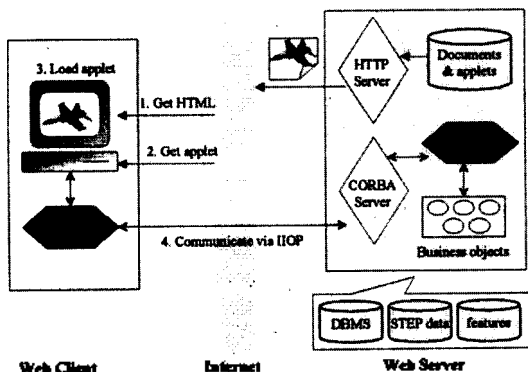 3. Load applet
1. Get HTML
2. Get applet
4. Communicate via IIOP
HTTP
Server
Documents
& applets
CORBA
Server
Business objects
DBMS
STEP data
features
Web Client
Internet
Web Server